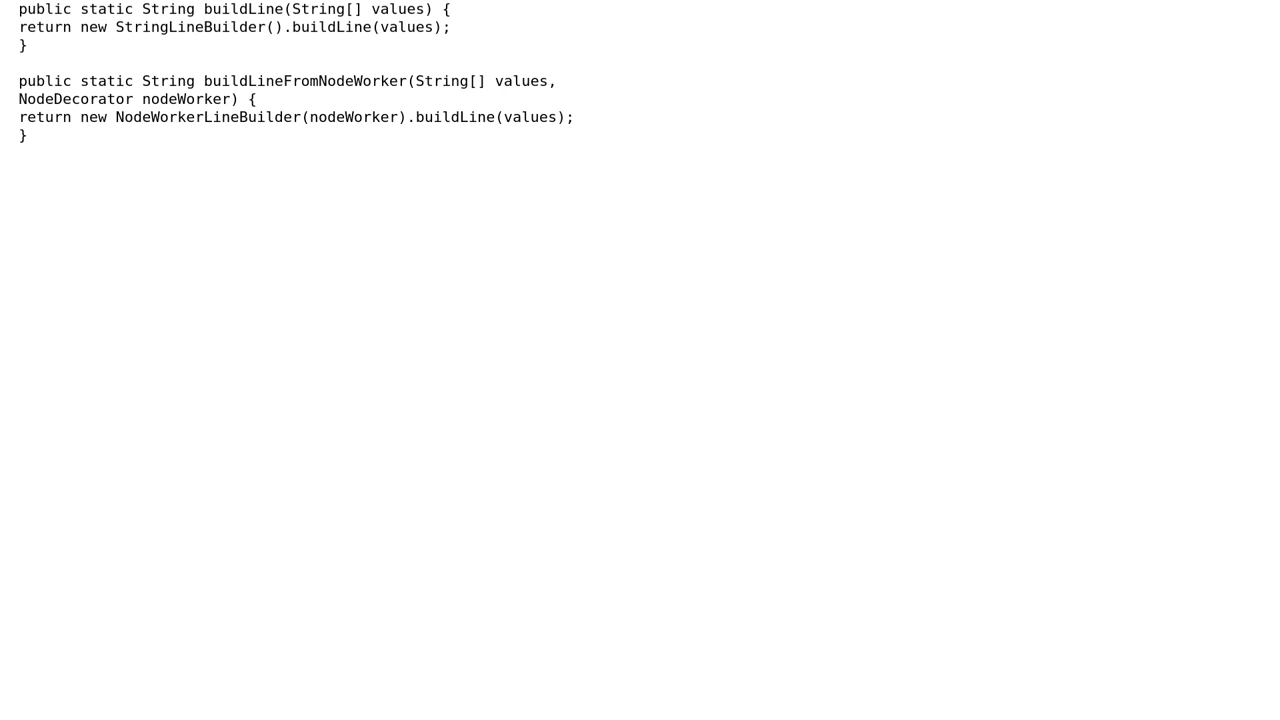 public static String buildLine(String[] values) {
return new StringLineBuilder().buildLine(values);
}

public static String buildLineFromNodeWorker(String[] values,
NodeDecorator nodeWorker) {
return new NodeWorkerLineBuilder(nodeWorker).buildLine(values);
}